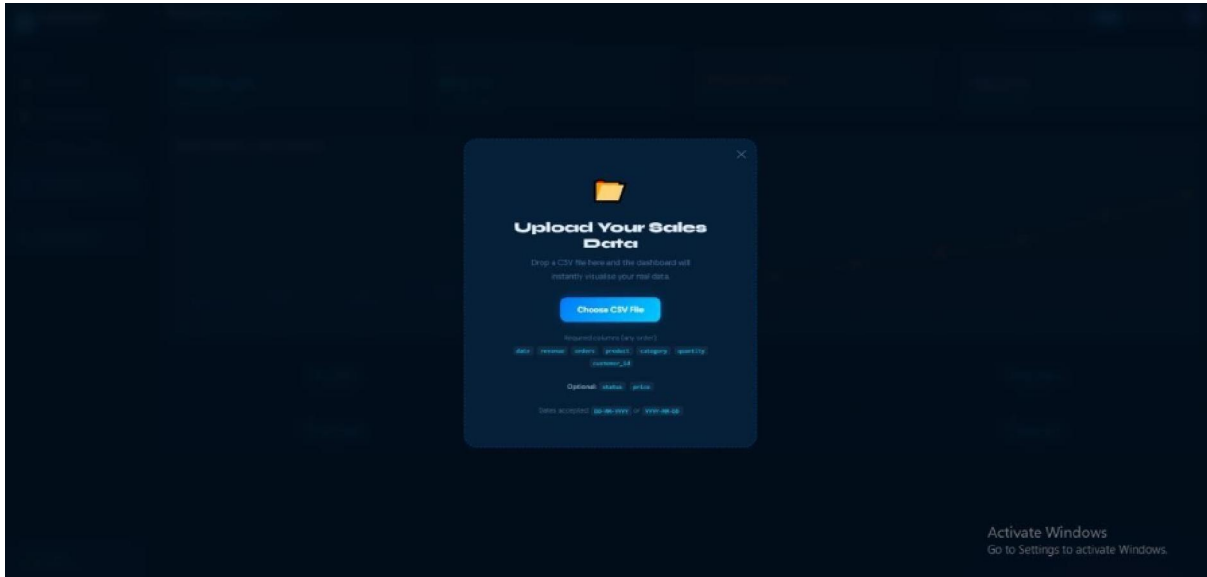 Upload Your Sales
Data
Drop a CSV file here and the dashboard will
instantly visualise your real data.
Choose CSV File
Required columns (any order)
date revenue orders product category quantity
customer_id
Optional: status price
Dates accepted: DD-MM-YYYY or YYYY-MM-DD
Activate Windows
Go to Settings to activate Windows.